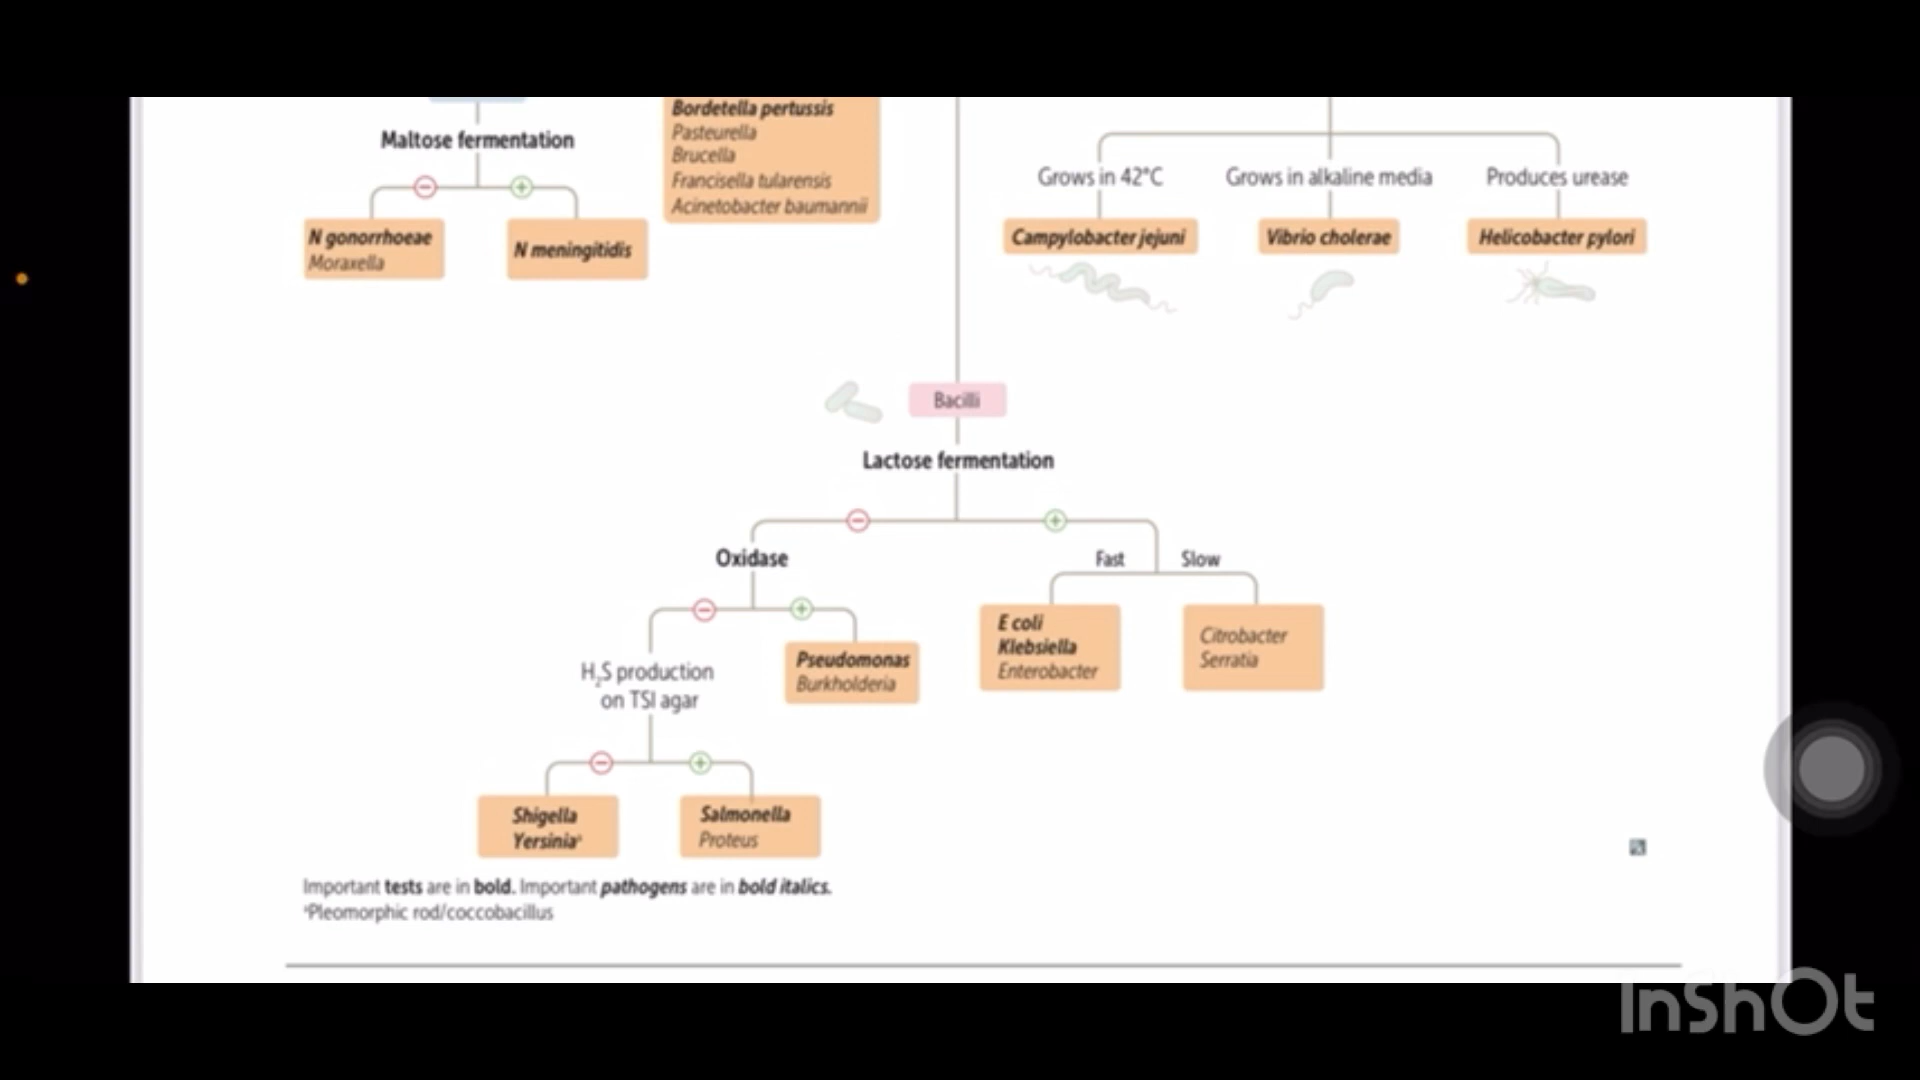 Maltose fermentation
N gonorrhoeae
Moraxella
N meningitidis
Bordetella pertussis
Pasteurella
Brucella
Francisella tularensis
Acinetobacter baumannii
Grows in 42°C
Campylobacter jejuni
Grows in alkaline media
Vibrio cholerae
Produces urease
Helicobacter pylori
Bacilli
Lactose fermentation
Oxidase
Fast
Slow
E coli
Klebsiella
Enterobacter
Citrobacter
Serratia
H₂S production
on TSI agar
Pseudomonas
Burkholderia
Shigella
Yersiniaᵃ
Salmonella
Proteus
Important tests are in bold. Important pathogens are in bold italics.
ᵃPleomorphic rod/coccobacillus
InShOt